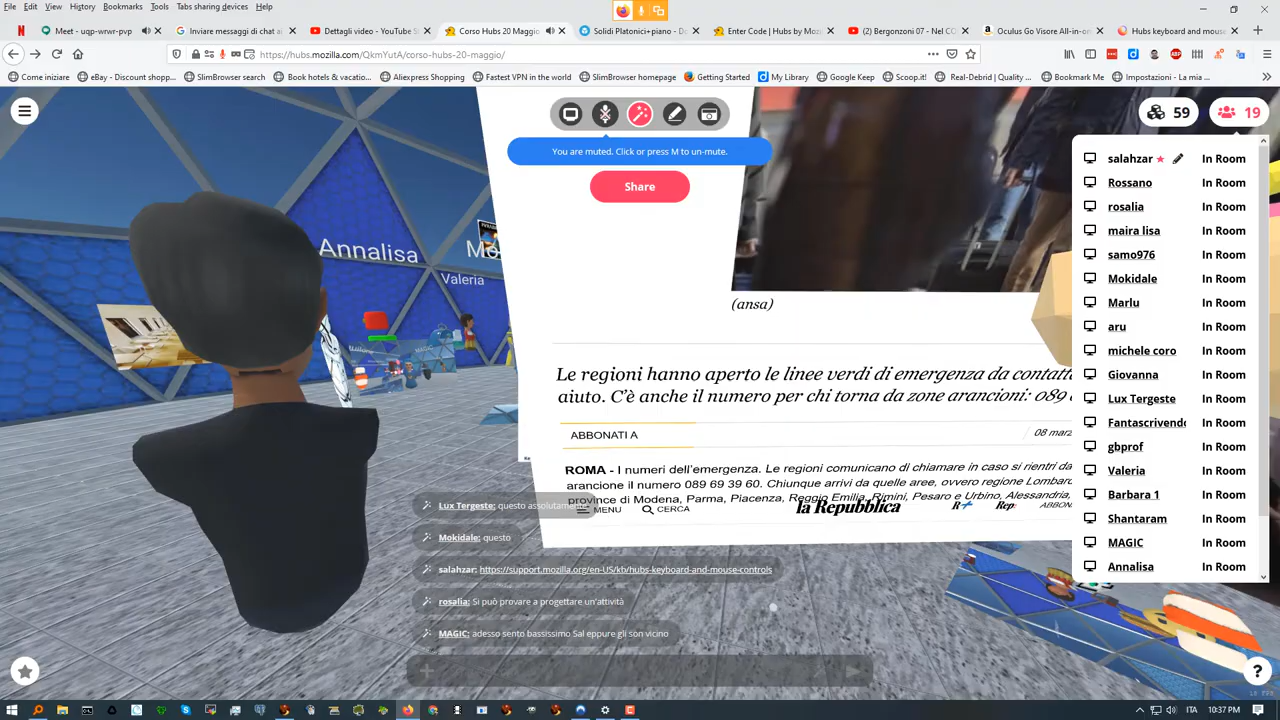 File Edit View History Bookmarks Tools Tabs sharing devices Help
Meet - uqp-wrwr-pvp
Inviare messaggi di chat a
Dettagli video - YouTube S
Corso Hubs 20 Maggio
Solidi Platonici+piano - De
Enter Code | Hubs by Mo
(2) (Bergonzoni 07 - Nel CO
Oculus Go Visore All-in-on
Hubs keyboard and mouse
https://hubs.mozilla.com/QkmYutA/corso-hubs-20-maggio/
Come iniziare eBay - Discount shopp... SlimBrowser search Book hotels & vacatio... Aliexpress Shopping Fastest VPN in the world SlimBrowser homepage Getting Started My Library Google Keep Scoop.it! Real-Debrid | Quality ... Bookmark Me Impostazioni - La mia ...
59
19
You are muted. Click or press M to un-mute.
Share
salahzar In Room
Rossano In Room
rosalia In Room
maira lisa In Room
samo976 In Room
Mokidale In Room
Marlu In Room
aru In Room
michele coro In Room
Giovanna In Room
Lux Tergeste In Room
Fantascrivendo In Room
gbprof In Room
Valeria In Room
Barbara 1 In Room
Shantaram In Room
MAGIC In Room
Annalisa In Room
Annalisa
Mo
Valeria
(ansa)
Le regioni hanno aperto le linee verdi di emergenza da contatt
aiuto. C'è anche il numero per chi torna da zone arancioni: 089
ABBONATI A
08 marz
ROMA - I numeri dell'emergenza. Le regioni comunicano di chiamare in caso si rientri da
arancione il numero 089 69 39 60. Chiunque arrivi da quelle aree, ovvero regione Lombard
province di Modena, Parma, Piacenza, Reggio Emilia, Rimini, Pesaro e Urbino, Alessandria,
MENU CERCA la Repubblica R+ Rep: ABBON
Lux Tergeste: questo assolutamente
Mokidale: questo
salahzar: https://support.mozilla.org/en-US/kb/hubs-keyboard-and-mouse-controls
rosalia: Si può provare a progettare un'attività
MAGIC: adesso sento bassissimo Sal eppure gli son vicino
?
ITA 10:37 PM